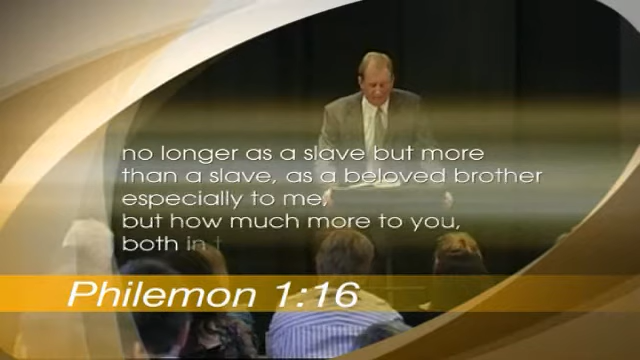 no longer as a slave but more
than a slave, as a beloved brother
especially to me,
but how much more to you,
both in t
Philemon 1:16